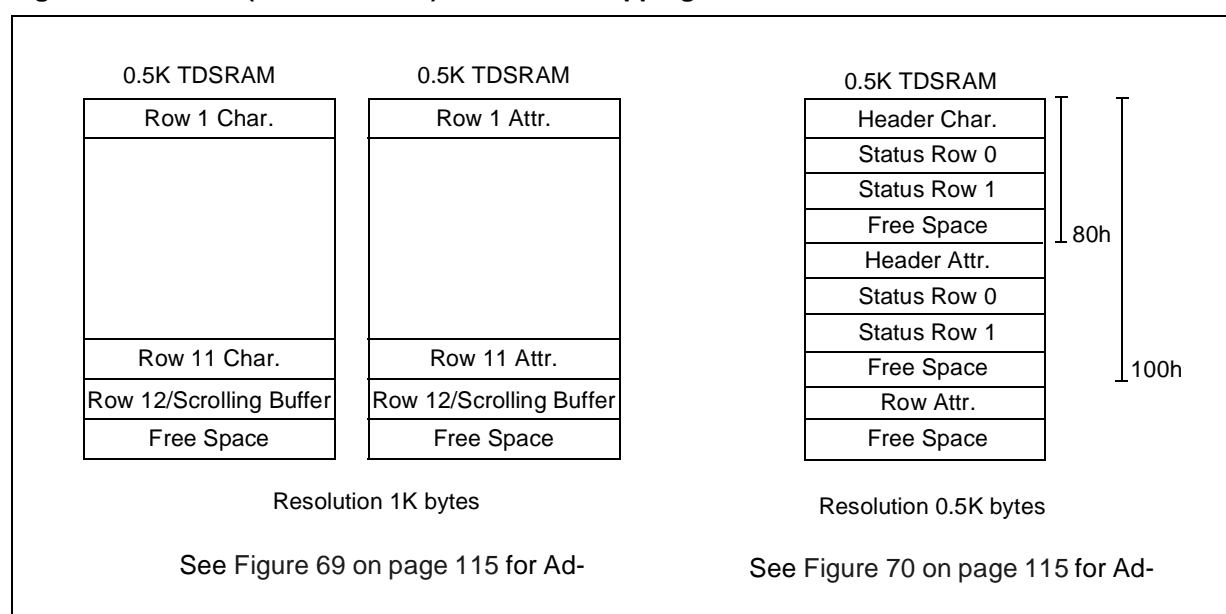 0.5K TDSRAM
Row 1 Char.
Row 11 Char.
Row 12/Scrolling Buffer
Free Space
0.5K TDSRAM
Row 1 Attr.
Row 11 Attr.
Row 12/Scrolling Buffer
Free Space
Resolution 1K bytes
See Figure 69 on page 115 for Ad-
0.5K TDSRAM
Header Char.
Status Row 0
Status Row 1
Free Space
Header Attr.
Status Row 0
Status Row 1
Free Space
Row Attr.
Free Space
80h
100h
Resolution 0.5K bytes
See Figure 70 on page 115 for Ad-